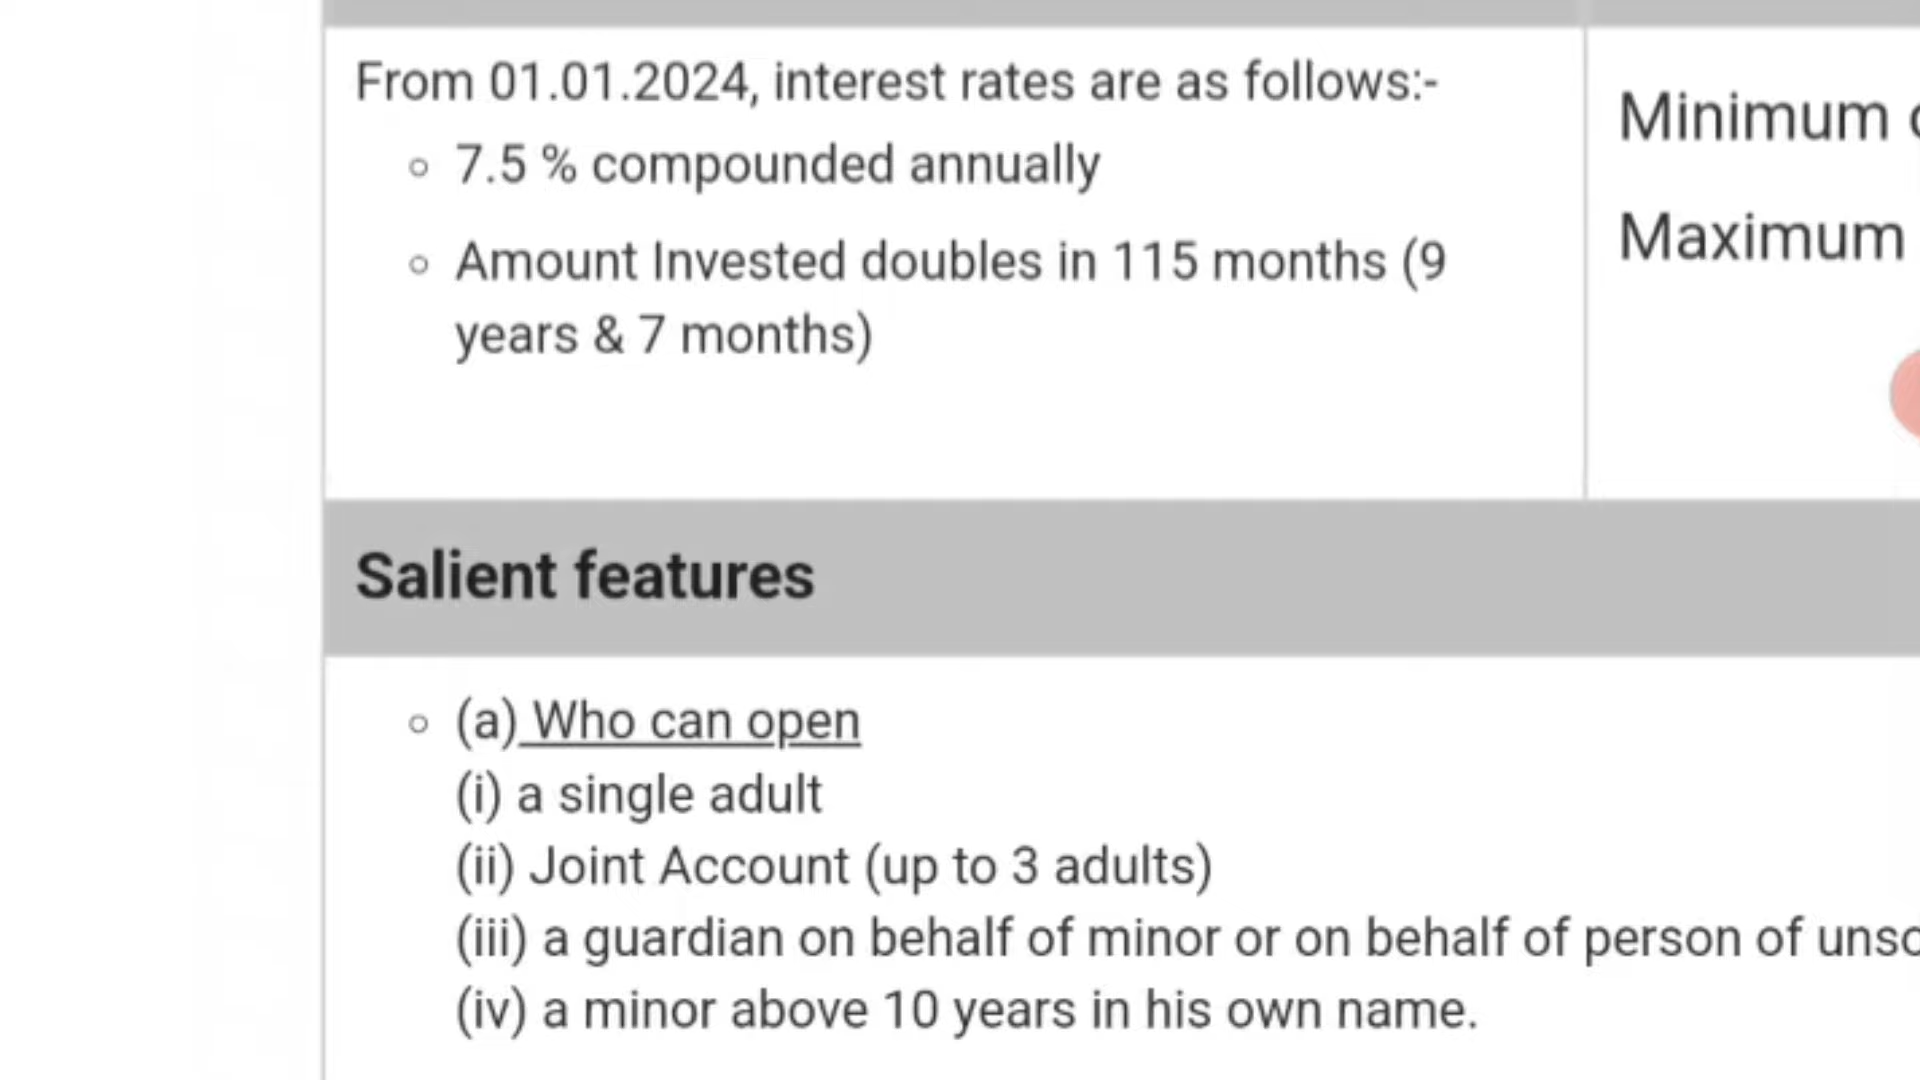 From 01.01.2024, interest rates are as follows:-
7.5 % compounded annually
Amount Invested doubles in 115 months (9
years & 7 months)
Minimum
Maximum
Salient features
(a) Who can open
(i) a single adult
(ii) Joint Account (up to 3 adults)
(iii) a guardian on behalf of minor or on behalf of person of
(iv) a minor above 10 years in his own name.